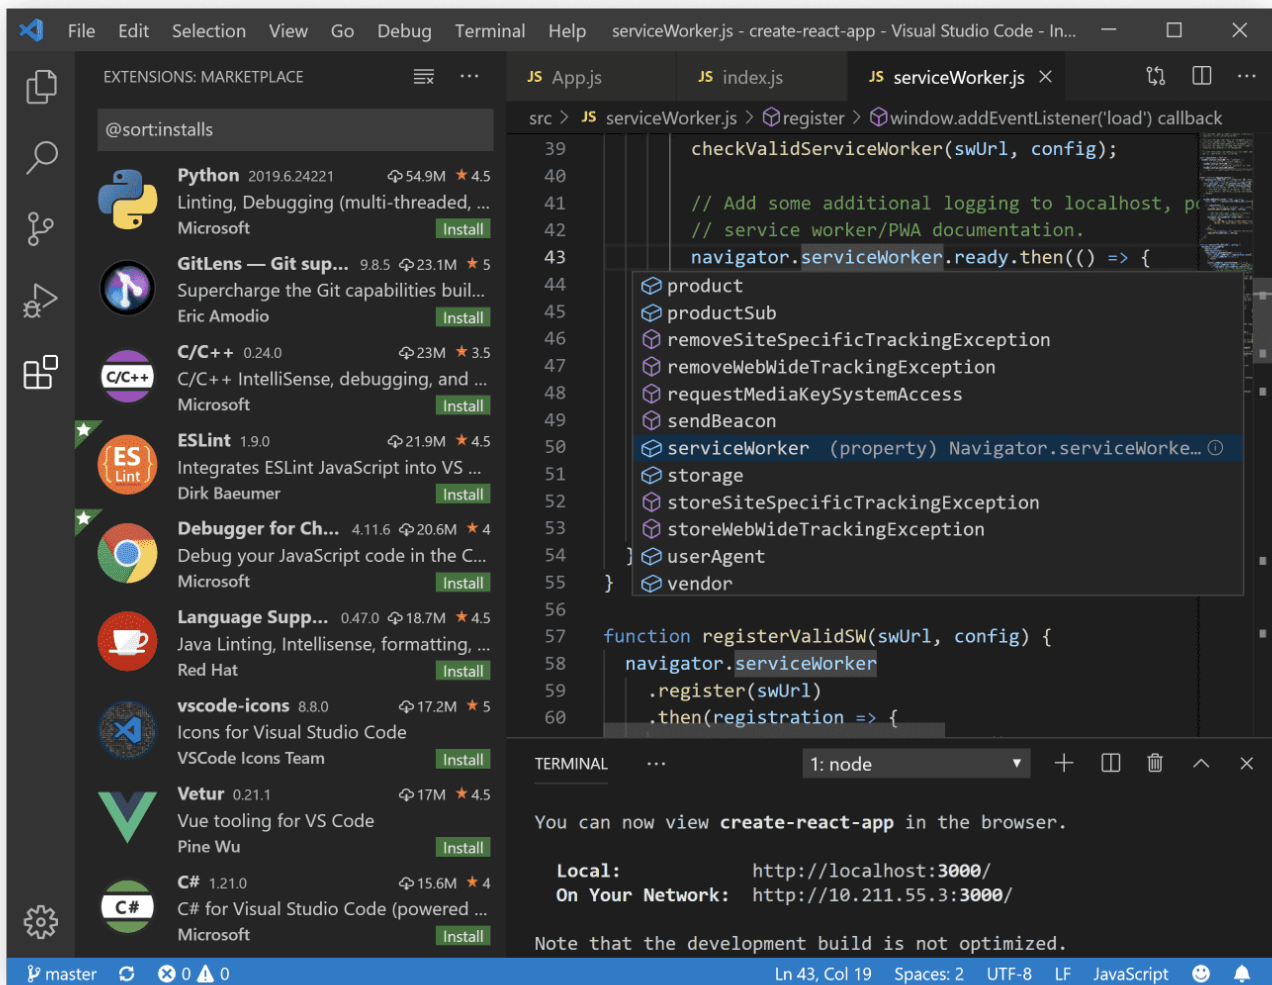 File Edit Selection View Go Debug Terminal Help serviceWorker.js - create-react-app - Visual Studio Code - In...
EXTENSIONS: MARKETPLACE
@sort:installs
Python 2019.6.24221 54.9M 4.5
Linting, Debugging (multi-threaded, ...
Microsoft Install
GitLens — Git sup... 9.8.5 23.1M 5
Supercharge the Git capabilities buil...
Eric Amodio Install
C/C++
C/C++ 0.24.0 23M 3.5
C/C++ IntelliSense, debugging, and ...
Microsoft Install
ES
Lint
ESLint 1.9.0 21.9M 4.5
Integrates ESLint JavaScript into VS ...
Dirk Baeumer Install
Debugger for Ch... 4.11.6 20.6M 4
Debug your JavaScript code in the C...
Microsoft Install
Language Supp... 0.47.0 18.7M 4.5
Java Linting, Intellisense, formatting, ...
Red Hat Install
vscode-icons 8.8.0 17.2M 5
Icons for Visual Studio Code
VSCode Icons Team Install
Vetur 0.21.1 17M 4.5
Vue tooling for VS Code
Pine Wu Install
C#
C# 1.21.0 15.6M 4
C# for Visual Studio Code (powered ...
Microsoft Install
JS App.js JS index.js JS serviceWorker.js
src > JS serviceWorker.js > register > window.addEventListener('load') callback
39 checkValidServiceWorker(swUrl, config);
40
41 // Add some additional logging to localhost, po
42 // service worker/PWA documentation.
43 navigator.serviceWorker.ready.then(() => {
44 product
45 productSub
46 removeSiteSpecificTrackingException
47 removeWebWideTrackingException
48 requestMediaKeySystemAccess
49 sendBeacon
50 serviceWorker (property) Navigator.serviceWorke...
51 storage
52 storeSiteSpecificTrackingException
53 storeWebWideTrackingException
54 } userAgent
55 } vendor
56
57 function registerValidSW(swUrl, config) {
58 navigator.serviceWorker
59 .register(swUrl)
60 .then(registration => {
TERMINAL ... 1: node
You can now view create-react-app in the browser.
Local: http://localhost:3000/
On Your Network: http://10.211.55.3:3000/
Note that the development build is not optimized.
master 0 0 Ln 43, Col 19 Spaces: 2 UTF-8 LF JavaScript